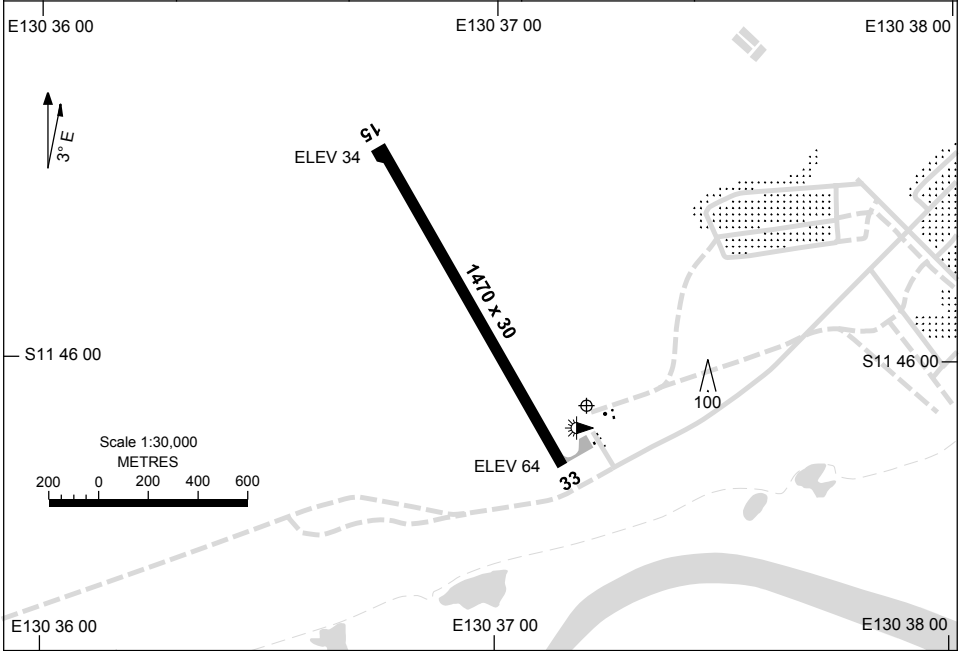 E130 36 00
E130 37 00
E130 38 00
3° E
15
ELEV 34
1470 x 30
S11 46 00
S11 46 00
100
Scale 1:30,000
METRES
200 0 200 400 600
ELEV 64
33
E130 36 00
E130 37 00
E130 38 00